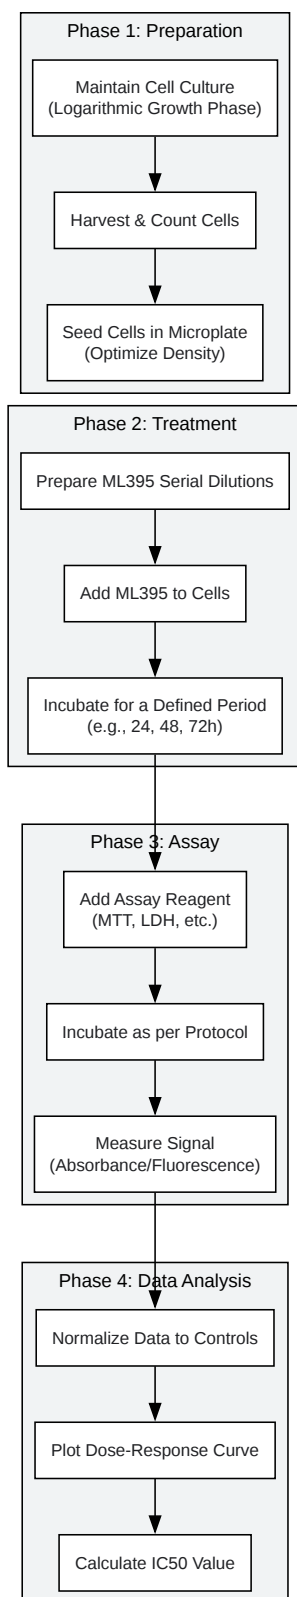 Phase 1: Preparation
Maintain Cell Culture
(Logarithmic Growth Phase)
Harvest & Count Cells
Seed Cells in Microplate
(Optimize Density)
Phase 2: Treatment
Prepare ML395 Serial Dilutions
Add ML395 to Cells
Incubate for a Defined Period
(e.g., 24, 48, 72h)
Phase 3: Assay
Add Assay Reagent
(MTT, LDH, etc.)
Incubate as per Protocol
Measure Signal
(Absorbance/Fluorescence)
Phase 4: Data Analysis
Normalize Data to Controls
Plot Dose-Response Curve
Calculate IC50 Value